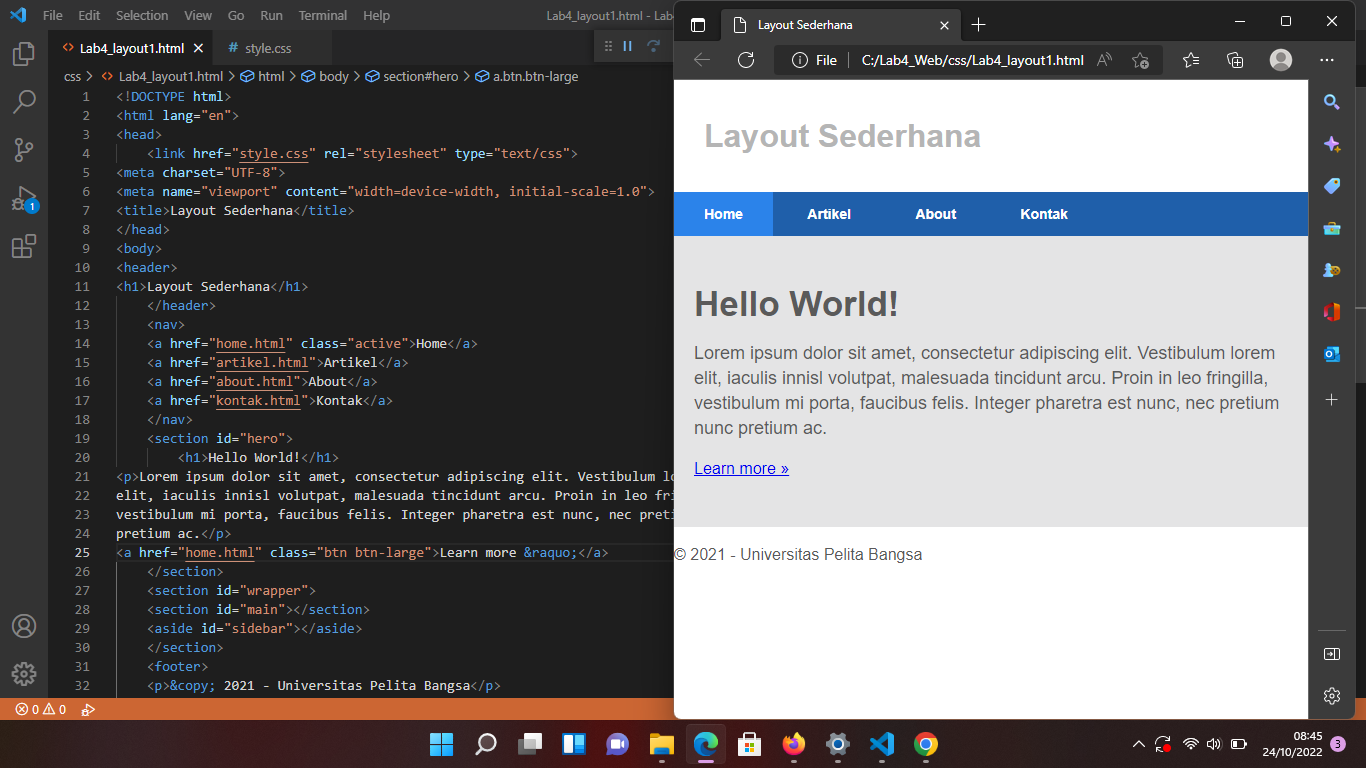 File Edit Selection View Go Run Terminal Help
Lab4_layout1.html - Lab
Lab4_layout1.html
# style.css
css > Lab4_layout1.html > html > body > section#hero > a.btn.btn-large
1 <!DOCTYPE html>
2 <html lang="en">
3 <head>
4 <link href="style.css" rel="stylesheet" type="text/css">
5 <meta charset="UTF-8">
6 <meta name="viewport" content="width=device-width, initial-scale=1.0">
7 <title>Layout Sederhana</title>
8 </head>
9 <body>
10 <header>
11 <h1>Layout Sederhana</h1>
12 </header>
13 <nav>
14 <a href="home.html" class="active">Home</a>
15 <a href="artikel.html">Artikel</a>
16 <a href="about.html">About</a>
17 <a href="kontak.html">Kontak</a>
18 </nav>
19 <section id="hero">
20 <h1>Hello World!</h1>
21 <p>Lorem ipsum dolor sit amet, consectetur adipiscing elit. Vestibulum lo
22 elit, iaculis innisl volutpat, malesuada tincidunt arcu. Proin in leo fri
23 vestibulum mi porta, faucibus felis. Integer pharetra est nunc, nec preti
24 pretium ac.</p>
25 <a href="home.html" class="btn btn-large">Learn more &raquo;</a>
26 </section>
27 <section id="wrapper">
28 <section id="main"></section>
29 <aside id="sidebar"></aside>
30 </section>
31 <footer>
32 <p>&copy; 2021 - Universitas Pelita Bangsa</p>
1
0 0
Layout Sederhana
File C:/Lab4_Web/css/Lab4_layout1.html
Layout Sederhana
Home Artikel About Kontak
Hello World!
Lorem ipsum dolor sit amet, consectetur adipiscing elit. Vestibulum lorem
elit, iaculis innisl volutpat, malesuada tincidunt arcu. Proin in leo fringilla,
vestibulum mi porta, faucibus felis. Integer pharetra est nunc, nec pretium
nunc pretium ac.
Learn more »
© 2021 - Universitas Pelita Bangsa
08:45
24/10/2022
3